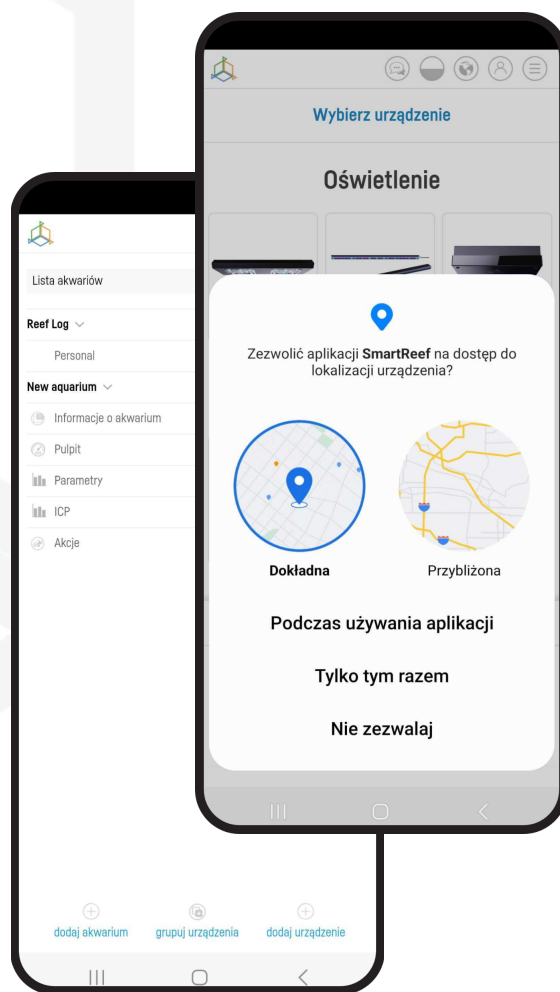 Lista akwariów
Reef Log
Personal
New aquarium
Informacje o akwarium
Pulpit
Parametry
ICP
Akcje
dodaj akwarium
grupuj urządzenia
dodaj urządzenie
Wybierz urządzenie
Oświetlenie
Zezwolić aplikacji SmartReef na dostęp do
lokalizacji urządzenia?
Dokładna
Przybliżona
Podczas używania aplikacji
Tylko tym razem
Nie zezwalaj